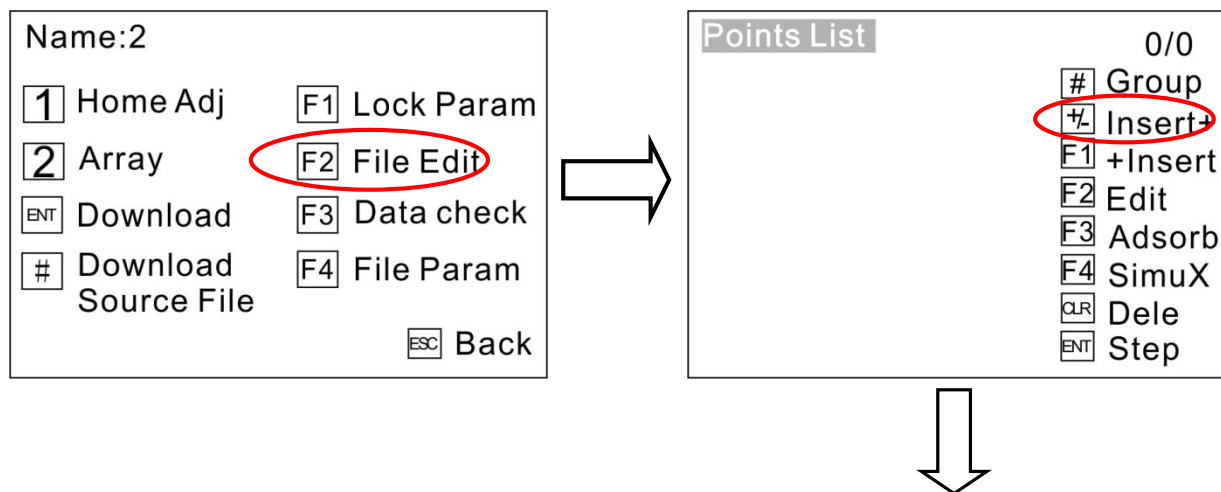 Name:2
1 Home Adj
F1 Lock Param
2 Array
F2 File Edit
ENT Download
F3 Data check
# Download
Source File
F4 File Param
ESC Back
Points List
0/0
# Group
+/- Insert+
F1 +Insert
F2 Edit
F3 Adsorb
F4 SimuX
CLR Dele
ENT Step